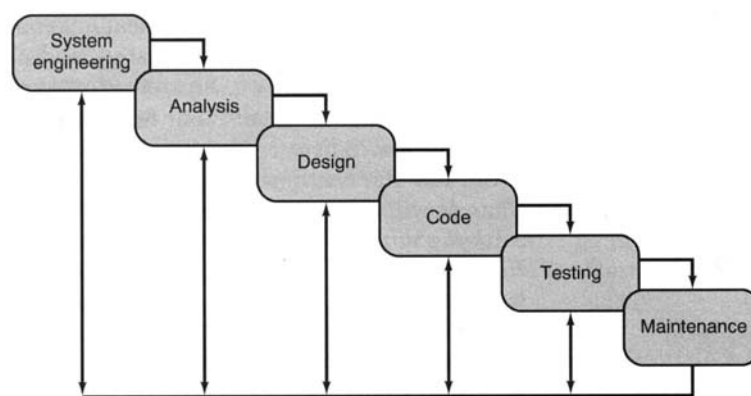 System
engineering
Analysis
Design
Code
Testing
Maintenance